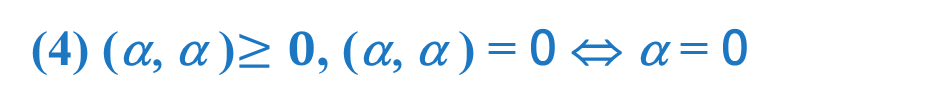 (4) (α, α)≥ 0, (α, α) = 0 ⇔ α = 0